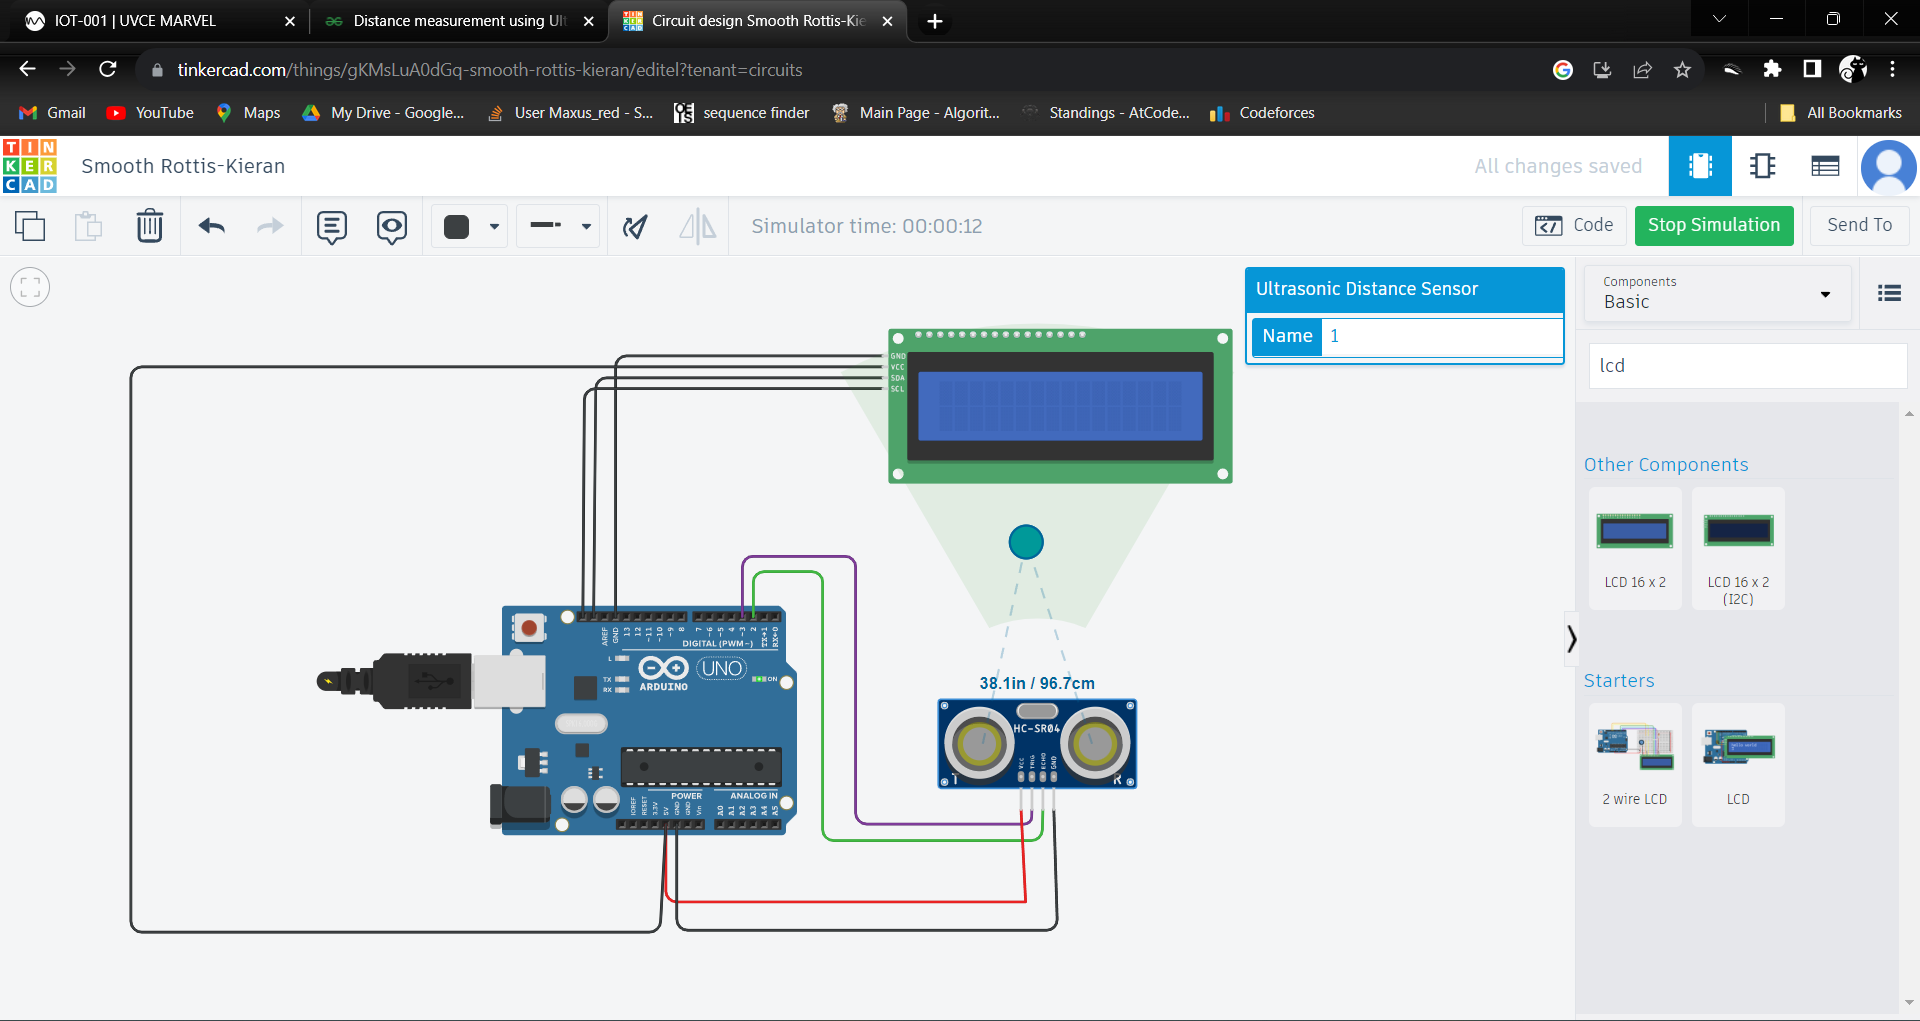 IOT-001 | UVCE MARVEL
Distance measurement using Ult
Circuit design Smooth Rottis-Kie
tinkercad.com/things/gKMsLuA0dGq-smooth-rottis-kieran/editel?tenant=circuits
Gmail
YouTube
Maps
My Drive - Google...
User Maxus_red - S...
sequence finder
Main Page - Algorit...
Standings - AtCode...
Codeforces
All Bookmarks
TIN
KER
CAD
Smooth Rottis-Kieran
All changes saved
Simulator time: 00:00:12
Code
Stop Simulation
Send To
Ultrasonic Distance Sensor
Name 1
Components
Basic
lcd
Other Components
LCD 16 x 2
LCD 16 x 2
(I2C)
Starters
2 wire LCD
LCD
GND
VCC
SDA
SCL
AREF
GND
13
12
~11
~10
~9
8
7
~6
~5
4
~3
2
TX→1
RX←0
DIGITAL (PWM~)
L
TX
RX
ARDUINO
UNO
ON
POWER
ANALOG IN
IOREF
RESET
3.3V
5V
GND
GND
Vin
A0
A1
A2
A3
A4
A5
38.1in / 96.7cm
HC-SR04
VCC
TRIG
ECHO
GND
T
R